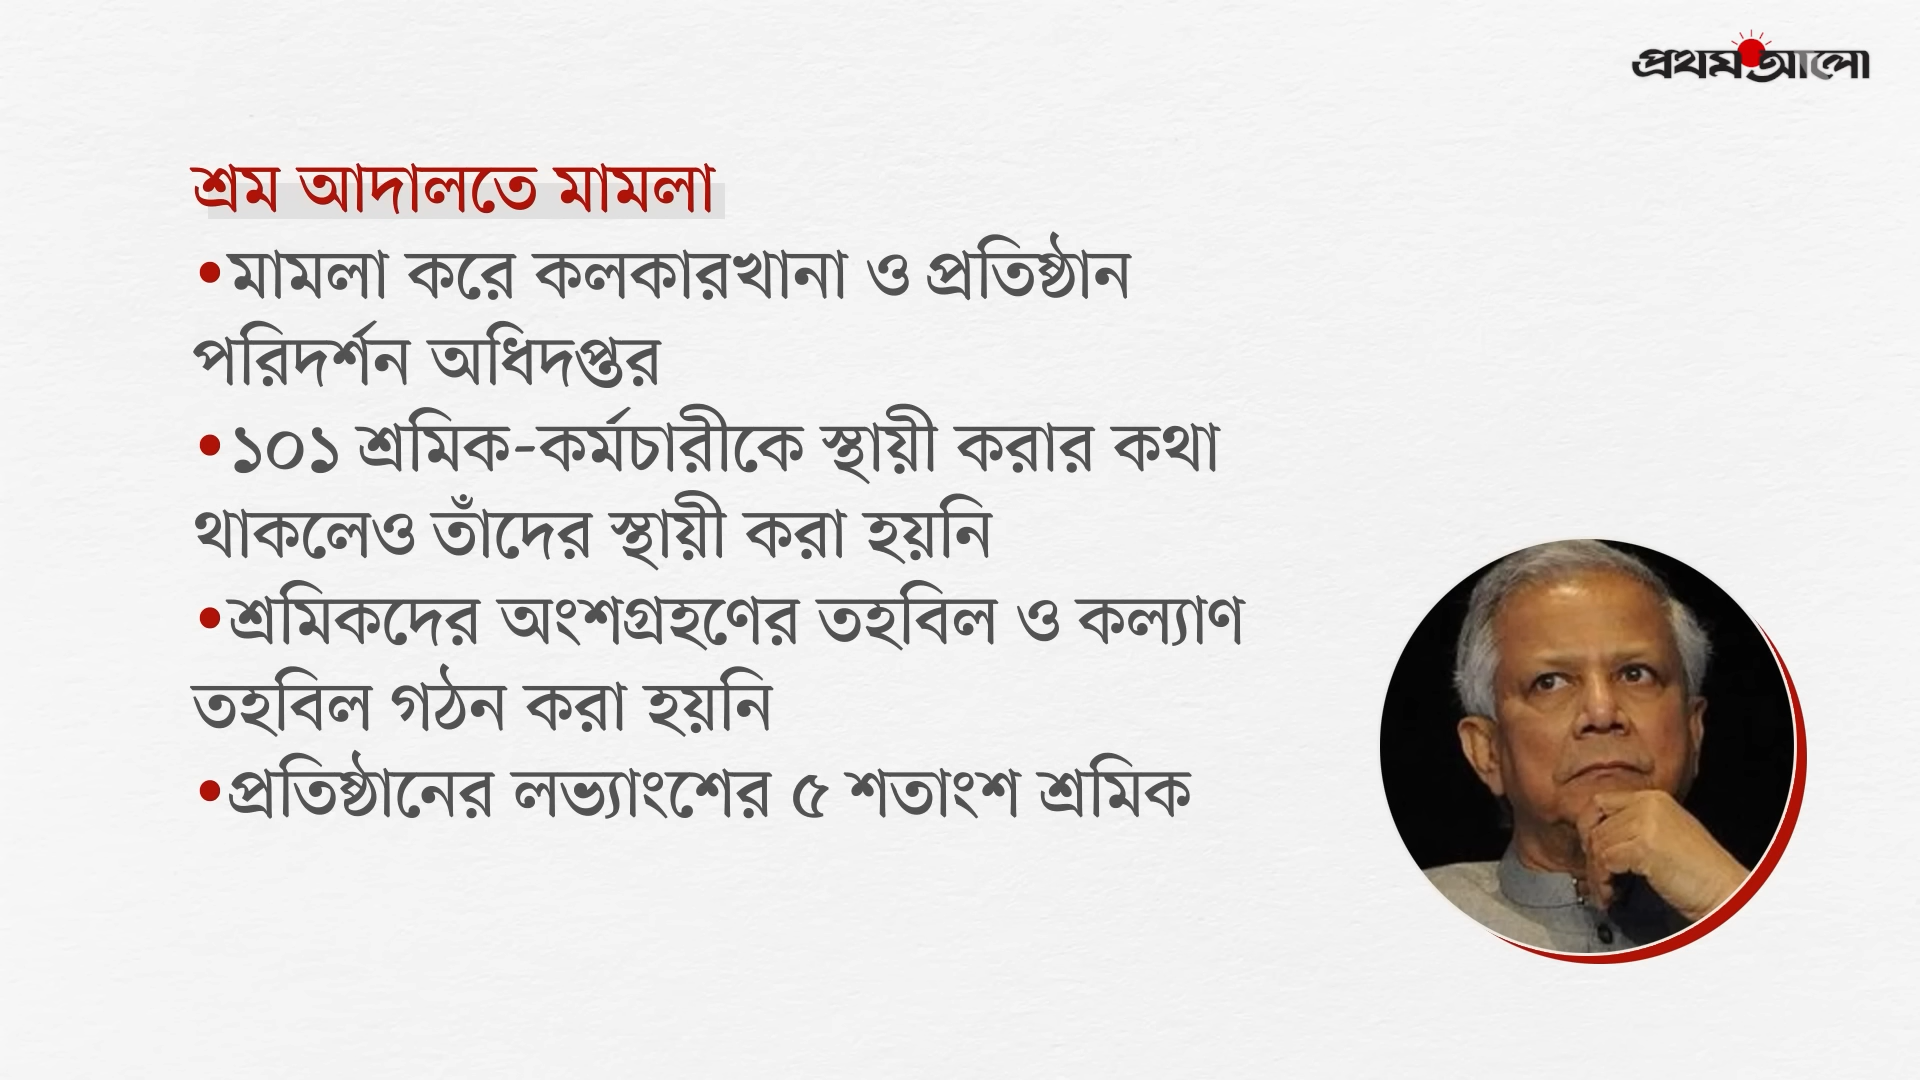 প্রথম আলো
শ্রম আদালতে মামলা
•মামলা করে কলকারখানা ও প্রতিষ্ঠান
পরিদর্শন অধিদপ্তর
•১০১ শ্রমিক-কর্মচারীকে স্থায়ী করার কথা
থাকলেও তাঁদের স্থায়ী করা হয়নি
•শ্রমিকদের অংশগ্রহণের তহবিল ও কল্যাণ
তহবিল গঠন করা হয়নি
•প্রতিষ্ঠানের লভ্যাংশের ৫ শতাংশ শ্রমিক